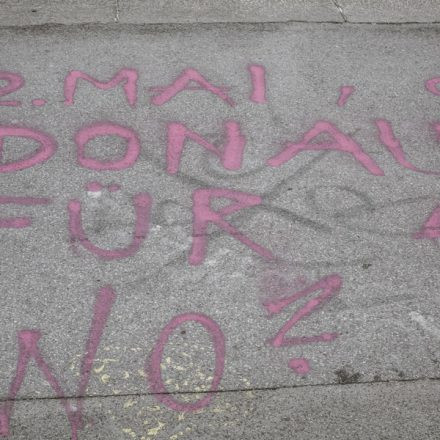 2. MAI,
DONAU
FÜR
NO?